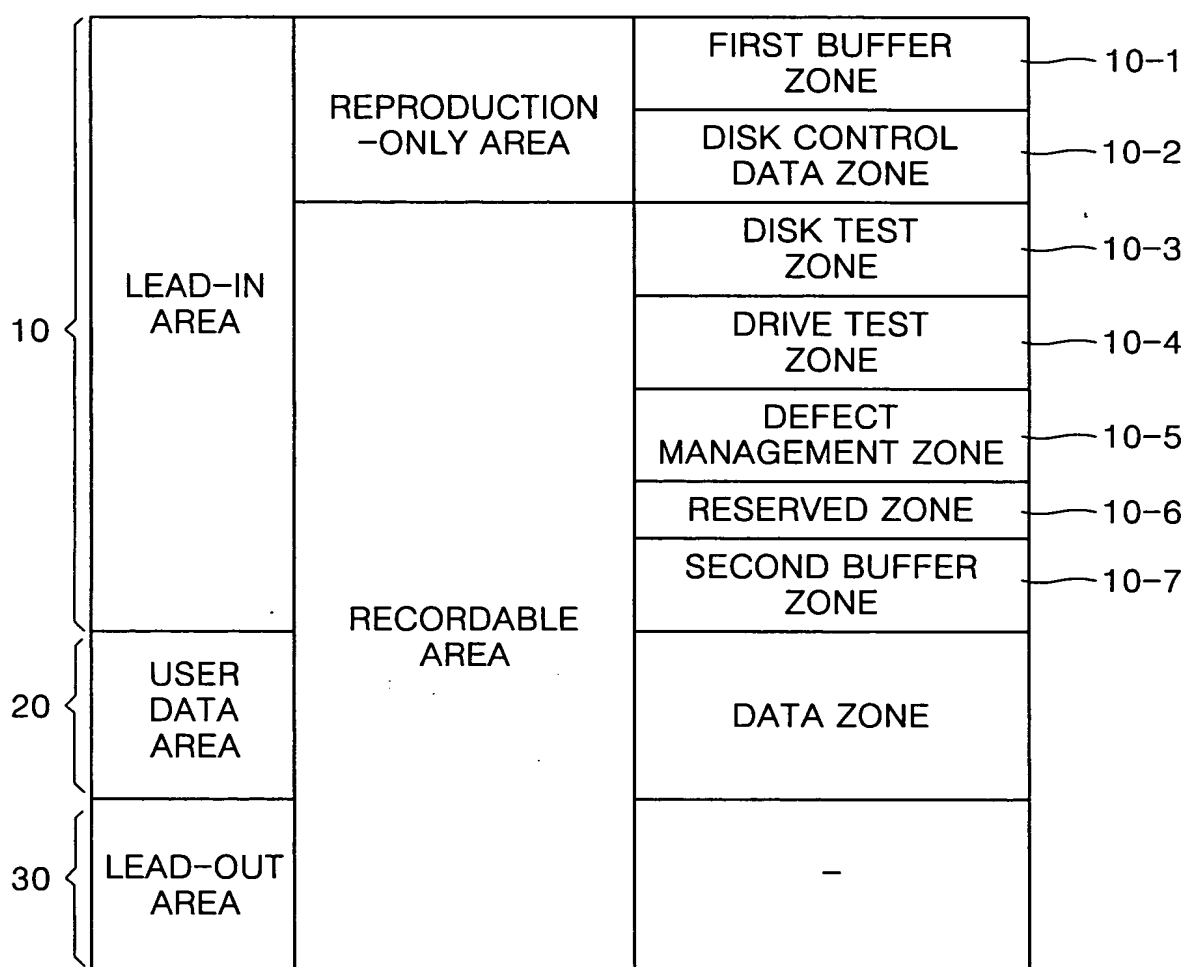 FIRST BUFFER
ZONE
10-1
REPRODUCTION
-ONLY AREA
DISK CONTROL
DATA ZONE
10-2
DISK TEST
ZONE
10-3
10
LEAD-IN
AREA
DRIVE TEST
ZONE
10-4
DEFECT
MANAGEMENT ZONE
10-5
RESERVED ZONE
10-6
SECOND BUFFER
ZONE
10-7
RECORDABLE
AREA
20
USER
DATA
AREA
DATA ZONE
30
LEAD-OUT
AREA
-